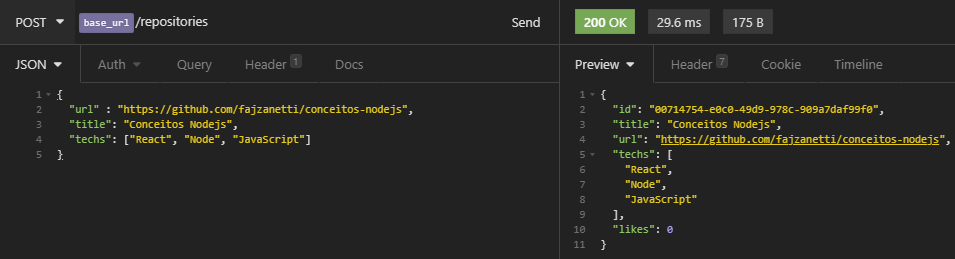 POST base_url /repositories Send
200 OK 29.6 ms 175 B
JSON Auth Query Header 1 Docs
Preview Header 7 Cookie Timeline
1 {
2 "url" : "https://github.com/fajzanetti/conceitos-nodejs",
3 "title": "Conceitos Nodejs",
4 "techs": ["React", "Node", "JavaScript"]
5 }
1 {
2 "id": "00714754-e0c0-49d9-978c-909a7daf99f0",
3 "title": "Conceitos Nodejs",
4 "url": "https://github.com/fajzanetti/conceitos-nodejs",
5 "techs": [
6 "React",
7 "Node",
8 "JavaScript"
9 ],
10 "likes": 0
11 }